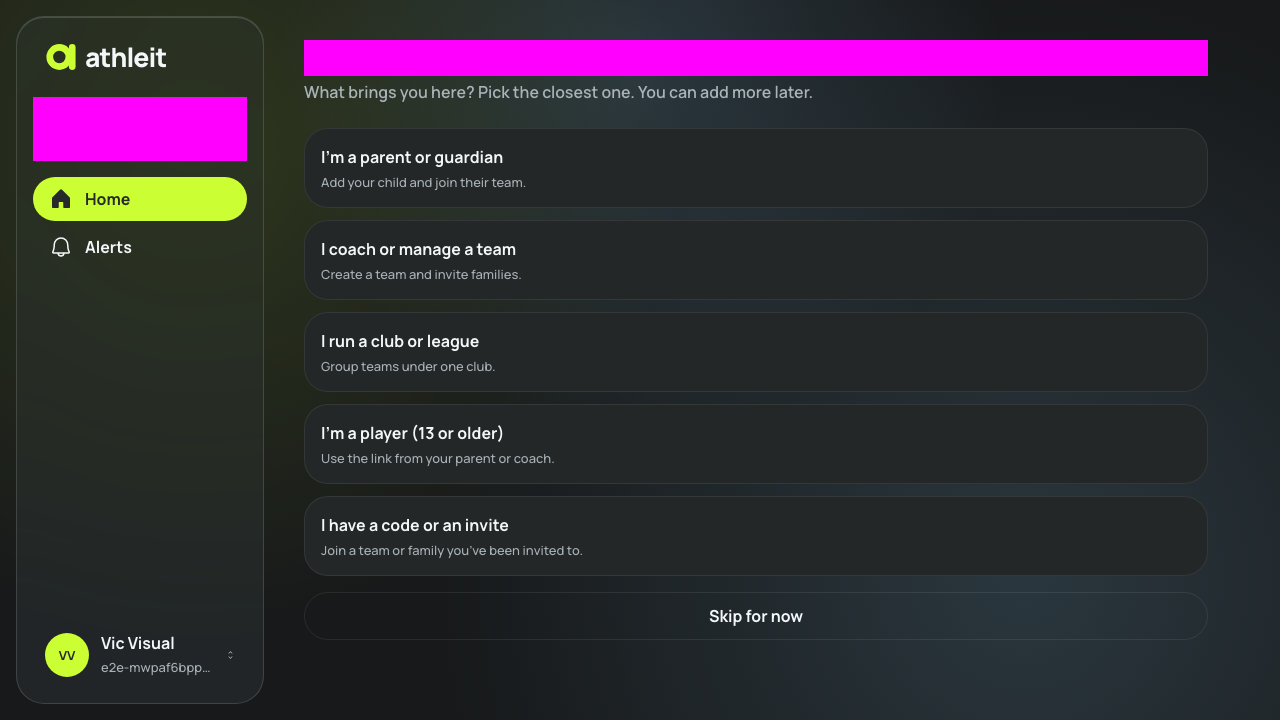 athleit
Home
Alerts
VV
Vic Visual
e2e-mwpaf6bpp...
What brings you here? Pick the closest one. You can add more later.
I'm a parent or guardian
Add your child and join their team.
I coach or manage a team
Create a team and invite families.
I run a club or league
Group teams under one club.
I'm a player (13 or older)
Use the link from your parent or coach.
I have a code or an invite
Join a team or family you've been invited to.
Skip for now